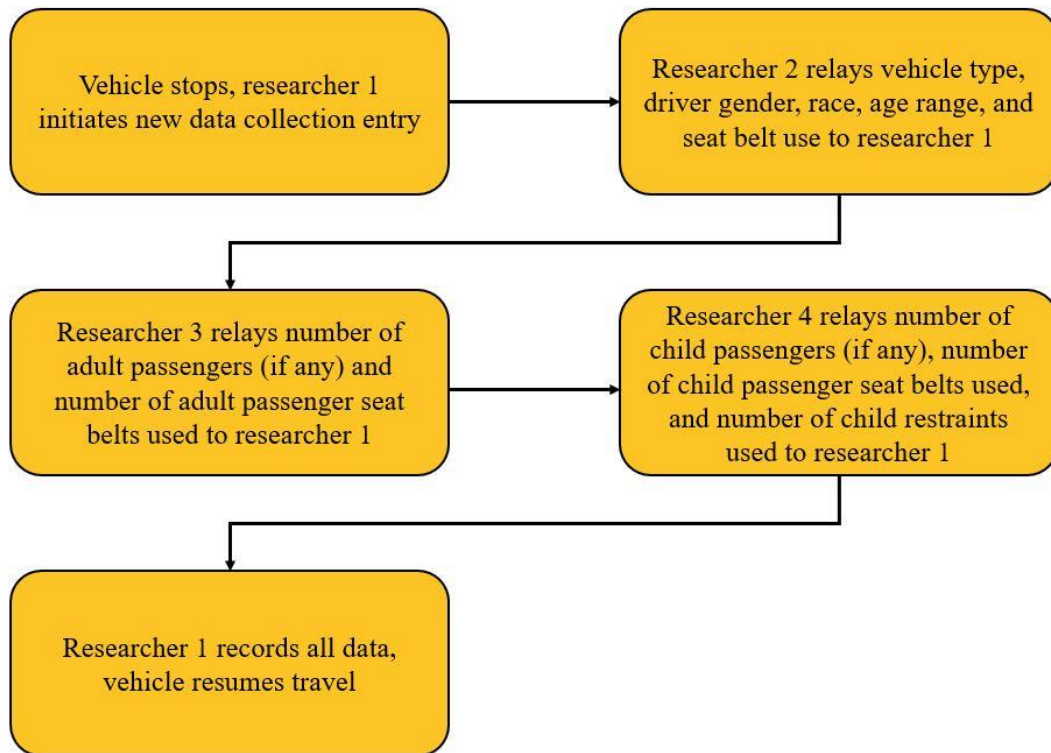 Vehicle stops, researcher 1
initiates new data collection entry
Researcher 2 relays vehicle type,
driver gender, race, age range, and
seat belt use to researcher 1
Researcher 3 relays number of
adult passengers (if any) and
number of adult passenger seat
belts used to researcher 1
Researcher 4 relays number of
child passengers (if any), number
of child passenger seat belts used,
and number of child restraints
used to researcher 1
Researcher 1 records all data,
vehicle resumes travel